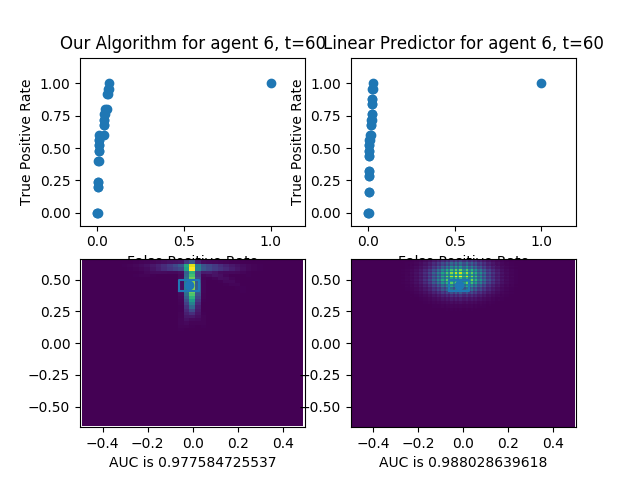 Our Algorithm for agent 6, t=60
Linear Predictor for agent 6, t=60
True Positive Rate
1.00
0.75
0.50
0.25
0.00
0.0 0.5 1.0
False Positive Rate
True Positive Rate
1.00
0.75
0.50
0.25
0.00
0.0 0.5 1.0
False Positive Rate
0.50
0.25
0.00
−0.25
−0.50
−0.4 −0.2 0.0 0.2 0.4
AUC is 0.977584725537
0.50
0.25
0.00
−0.25
−0.50
−0.4 −0.2 0.0 0.2 0.4
AUC is 0.988028639618